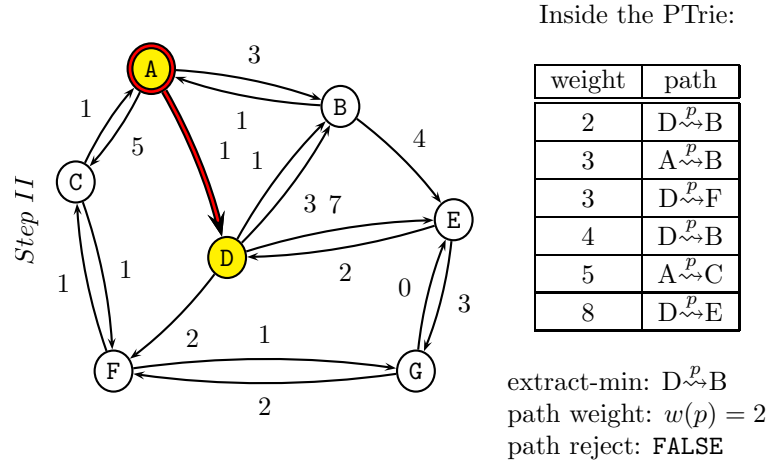 Inside the PTrie:
Step II
A
B
C
D
E
F
G
3
1
1
5
1
1
4
3 7
2
1
1
0
3
2
1
2
weight path
2 D⇝B
p
3 A⇝B
p
3 D⇝F
p
4 D⇝B
p
5 A⇝C
p
8 D⇝E
p
extract-min: D⇝B
p
path weight: w(p) = 2
path reject: FALSE